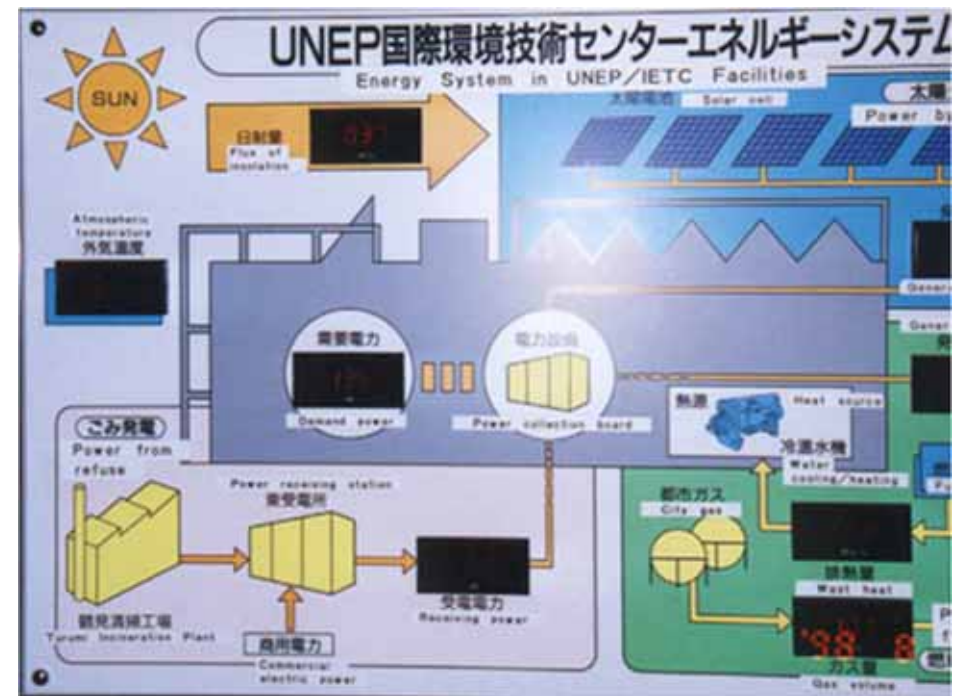 UNEP国際環境技術センターエネルギーシステム
Energy System in UNEP/IETC Facilities
SUN
日射量
Flux of
insolation
太陽電池 Solar cell
太陽
Power by
Atmospheric
temperature
外気温度
需要電力
Demand power
電力設備
Power collection board
熱源 Heat source
冷温水機
Water
cooling/heating
ごみ発電
Power from
refuse
Power receiving station
需受電所
都市ガス
City gas
受電電力
Receiving power
排熱量
Wast heat
鶴見清掃工場
Turumi Incineration Plant
商用電力
Commercial
electric power
ガス量
Gas volume